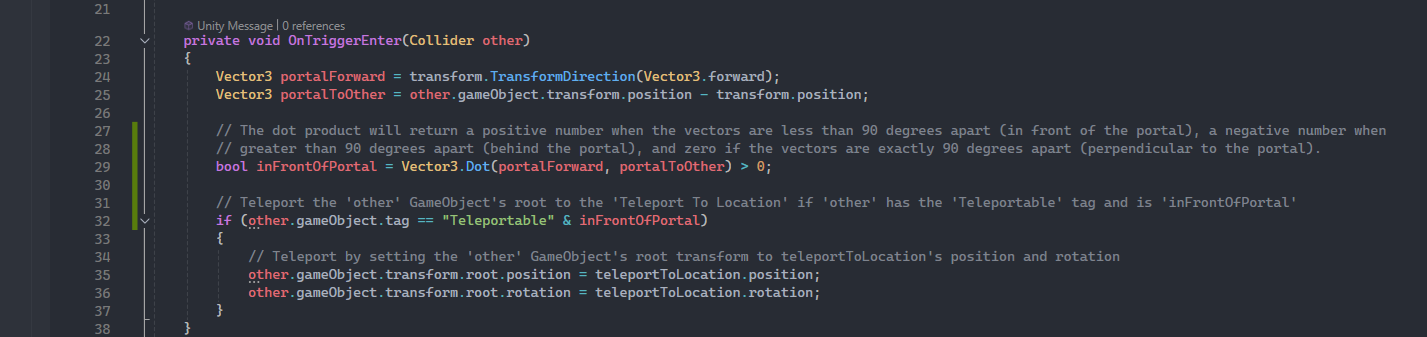 21
Unity Message | 0 references
22 private void OnTriggerEnter(Collider other)
23 {
24 Vector3 portalForward = transform.TransformDirection(Vector3.forward);
25 Vector3 portalToOther = other.gameObject.transform.position - transform.position;
26
27 // The dot product will return a positive number when the vectors are less than 90 degrees apart (in front of the portal), a negative number when
28 // greater than 90 degrees apart (behind the portal), and zero if the vectors are exactly 90 degrees apart (perpendicular to the portal).
29 bool inFrontOfPortal = Vector3.Dot(portalForward, portalToOther) > 0;
30
31 // Teleport the 'other' GameObject's root to the 'Teleport To Location' if 'other' has the 'Teleportable' tag and is 'inFrontOfPortal'
32 if (other.gameObject.tag == "Teleportable" & inFrontOfPortal)
33 {
34 // Teleport by setting the 'other' GameObject's root transform to teleportToLocation's position and rotation
35 other.gameObject.transform.root.position = teleportToLocation.position;
36 other.gameObject.transform.root.rotation = teleportToLocation.rotation;
37 }
38 }